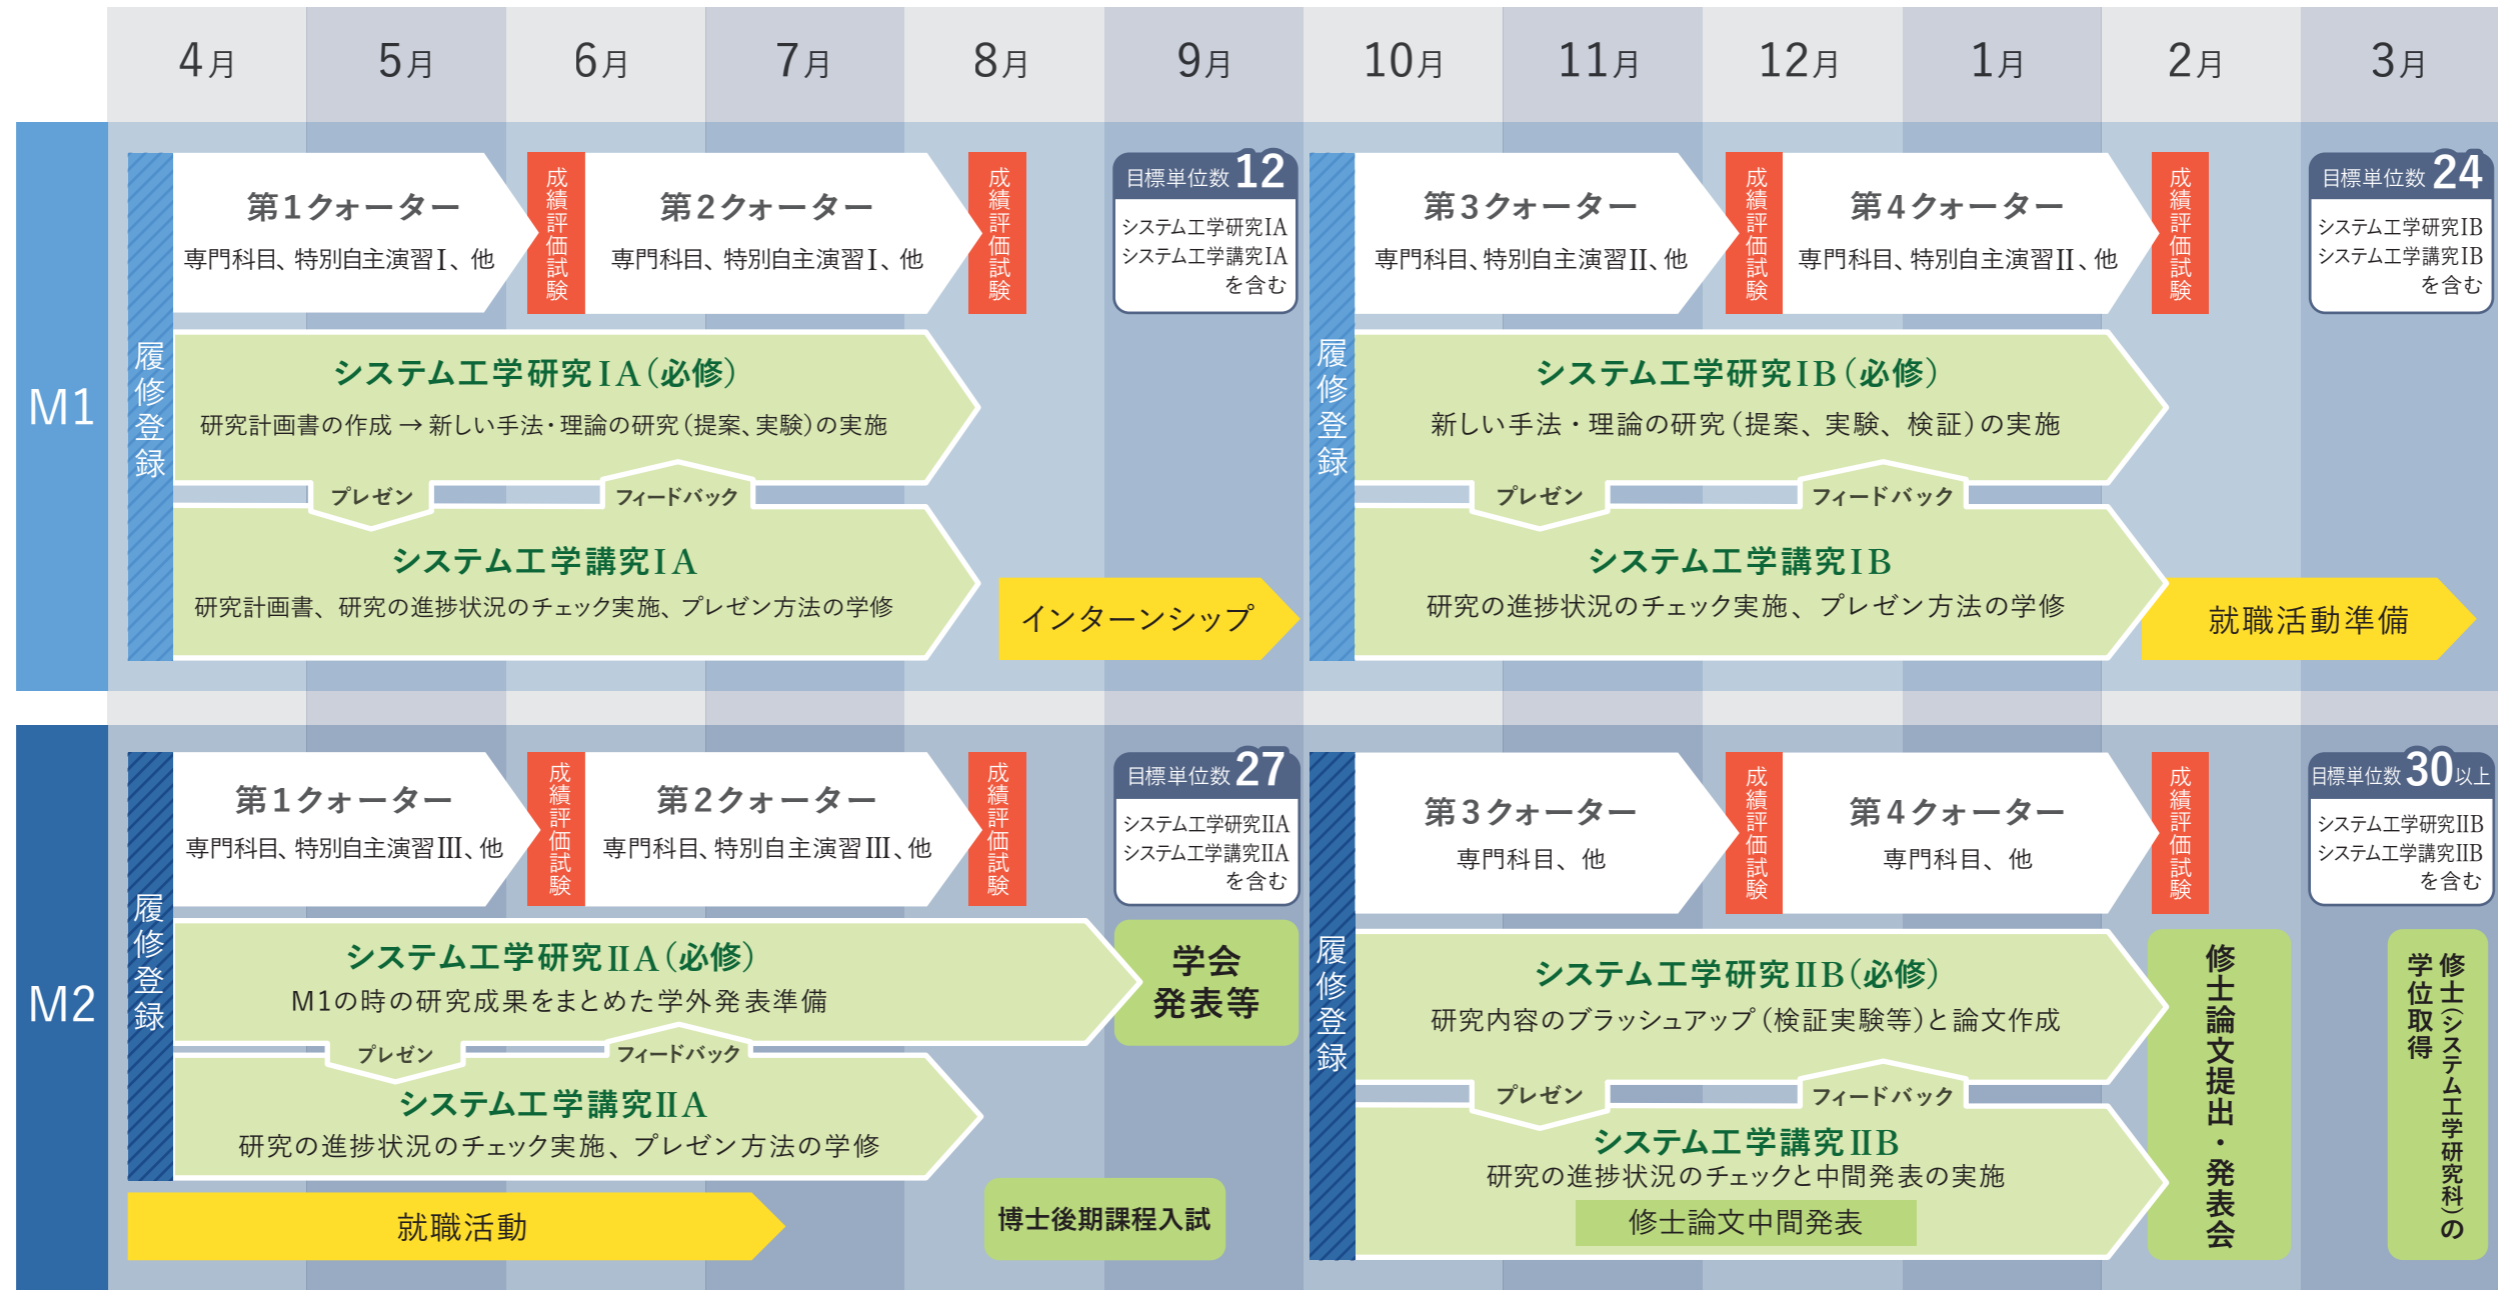 4月
5月
6月
7月
8月
9月
10月
11月
12月
1月
2月
3月
M1
履修登録
第1クォーター
専門科目、特別自主演習Ⅰ、他
成績評価試験
第2クォーター
専門科目、特別自主演習Ⅰ、他
成績評価試験
目標単位数12
システム工学研究ⅠA
システム工学講究ⅠA
を含む
システム工学研究ⅠA(必修)
研究計画書の作成→新しい手法・理論の研究(提案、実験)の実施
プレゼン
フィードバック
システム工学講究ⅠA
研究計画書、研究の進捗状況のチェック実施、プレゼン方法の学修
インターンシップ
履修登録
第3クォーター
専門科目、特別自主演習Ⅱ、他
成績評価試験
第4クォーター
専門科目、特別自主演習Ⅱ、他
成績評価試験
目標単位数24
システム工学研究ⅠB
システム工学講究ⅠB
を含む
システム工学研究ⅠB(必修)
新しい手法・理論の研究(提案、実験、検証)の実施
プレゼン
フィードバック
システム工学講究ⅠB
研究の進捗状況のチェック実施、プレゼン方法の学修
就職活動準備
M2
履修登録
第1クォーター
専門科目、特別自主演習Ⅲ、他
成績評価試験
第2クォーター
専門科目、特別自主演習Ⅲ、他
成績評価試験
目標単位数27
システム工学研究ⅡA
システム工学講究ⅡA
を含む
システム工学研究ⅡA(必修)
M1の時の研究成果をまとめた学外発表準備
学会
発表等
プレゼン
フィードバック
システム工学講究ⅡA
研究の進捗状況のチェック実施、プレゼン方法の学修
就職活動
博士後期課程入試
履修登録
第3クォーター
専門科目、他
成績評価試験
第4クォーター
専門科目、他
成績評価試験
目標単位数30以上
システム工学研究ⅡB
システム工学講究ⅡB
を含む
システム工学研究ⅡB(必修)
研究内容のブラッシュアップ(検証実験等)と論文作成
プレゼン
フィードバック
システム工学講究ⅡB
研究の進捗状況のチェックと中間発表の実施
修士論文中間発表
修士論文提出・発表会
修士(システム工学研究科)の
学位取得